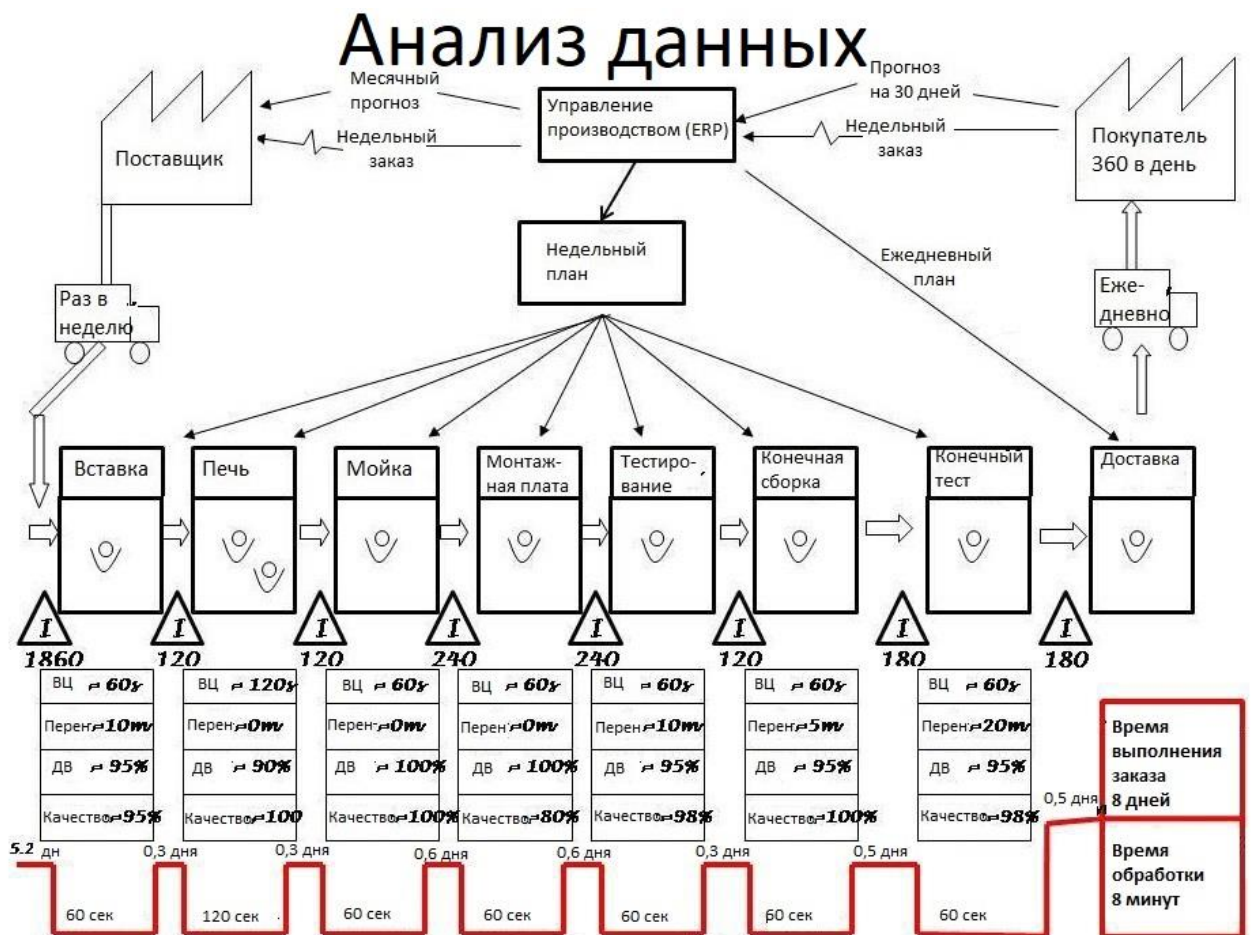 Анализ данных
Месячный
прогноз
Недельный
заказ
Поставщик
Управление
производством (ERP)
Прогноз
на 30 дней
Недельный
заказ
Покупатель
360 в день
Недельный
план
Ежедневный
план
Раз в
неделю
Еже-
дневно
Вставка
Печь
Мойка
Монтаж-
ная плата
Тестиро-
вание
Конечная
сборка
Конечный
тест
Доставка
I I I I I I I I
1860 120 120 240 240 120 180 180
ВЦ = 60s
Перен = 10m
ДВ = 95%
Качество = 95%
ВЦ = 120s
Перен = 0m
ДВ = 90%
Качество = 100
ВЦ = 60s
Перен = 0m
ДВ = 100%
Качество = 100%
ВЦ = 60s
Перен = 0m
ДВ = 100%
Качество = 80%
ВЦ = 60s
Перен = 10m
ДВ = 95%
Качество = 98%
ВЦ = 60s
Перен = 5m
ДВ = 95%
Качество = 100%
ВЦ = 60s
Перен = 20m
ДВ = 95%
Качество = 98%
5.2 дн 0,3 дня 0,3 дня 0,6 дня 0,6 дня 0,3 дня 0,5 дня 0,5 дня
60 сек 120 сек 60 сек 60 сек 60 сек 60 сек 60 сек
Время
выполнения
заказа
8 дней
Время
обработки
8 минут